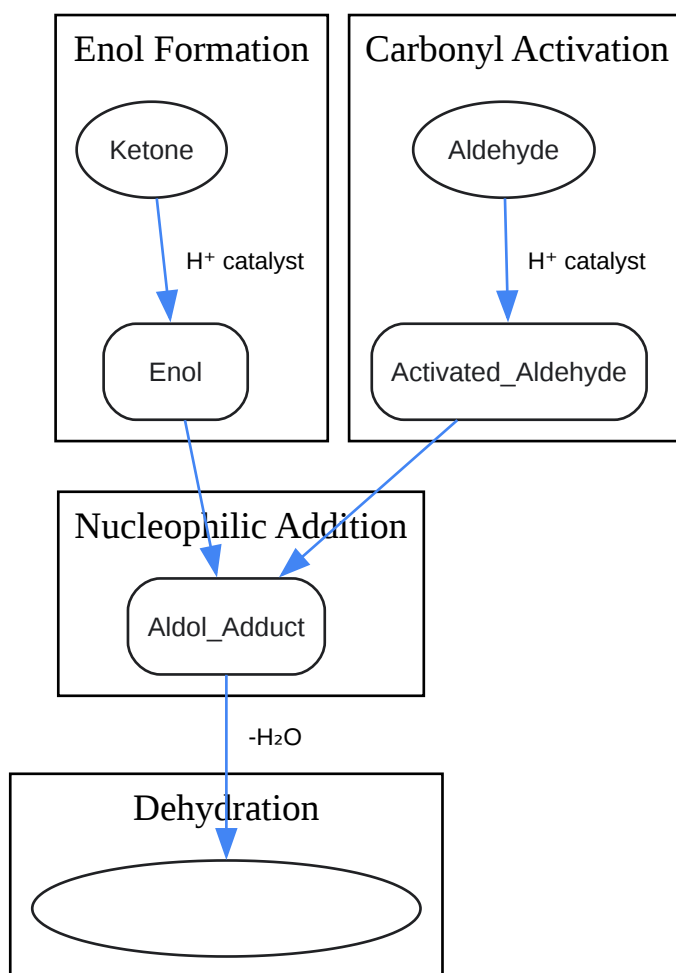 Enol Formation
Carbonyl Activation
Ketone
Aldehyde
H⁺ catalyst
H⁺ catalyst
Enol
Activated_Aldehyde
Nucleophilic Addition
Aldol_Adduct
-H₂O
Dehydration